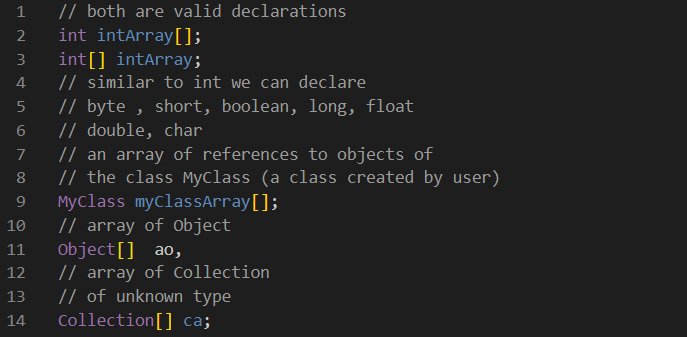 1 // both are valid declarations
2 int intArray[];
3 int[] intArray;
4 // similar to int we can declare
5 // byte , short, boolean, long, float
6 // double, char
7 // an array of references to objects of
8 // the class MyClass (a class created by user)
9 MyClass myClassArray[];
10 // array of Object
11 Object[]  ao,
12 // array of Collection
13 // of unknown type
14 Collection[] ca;